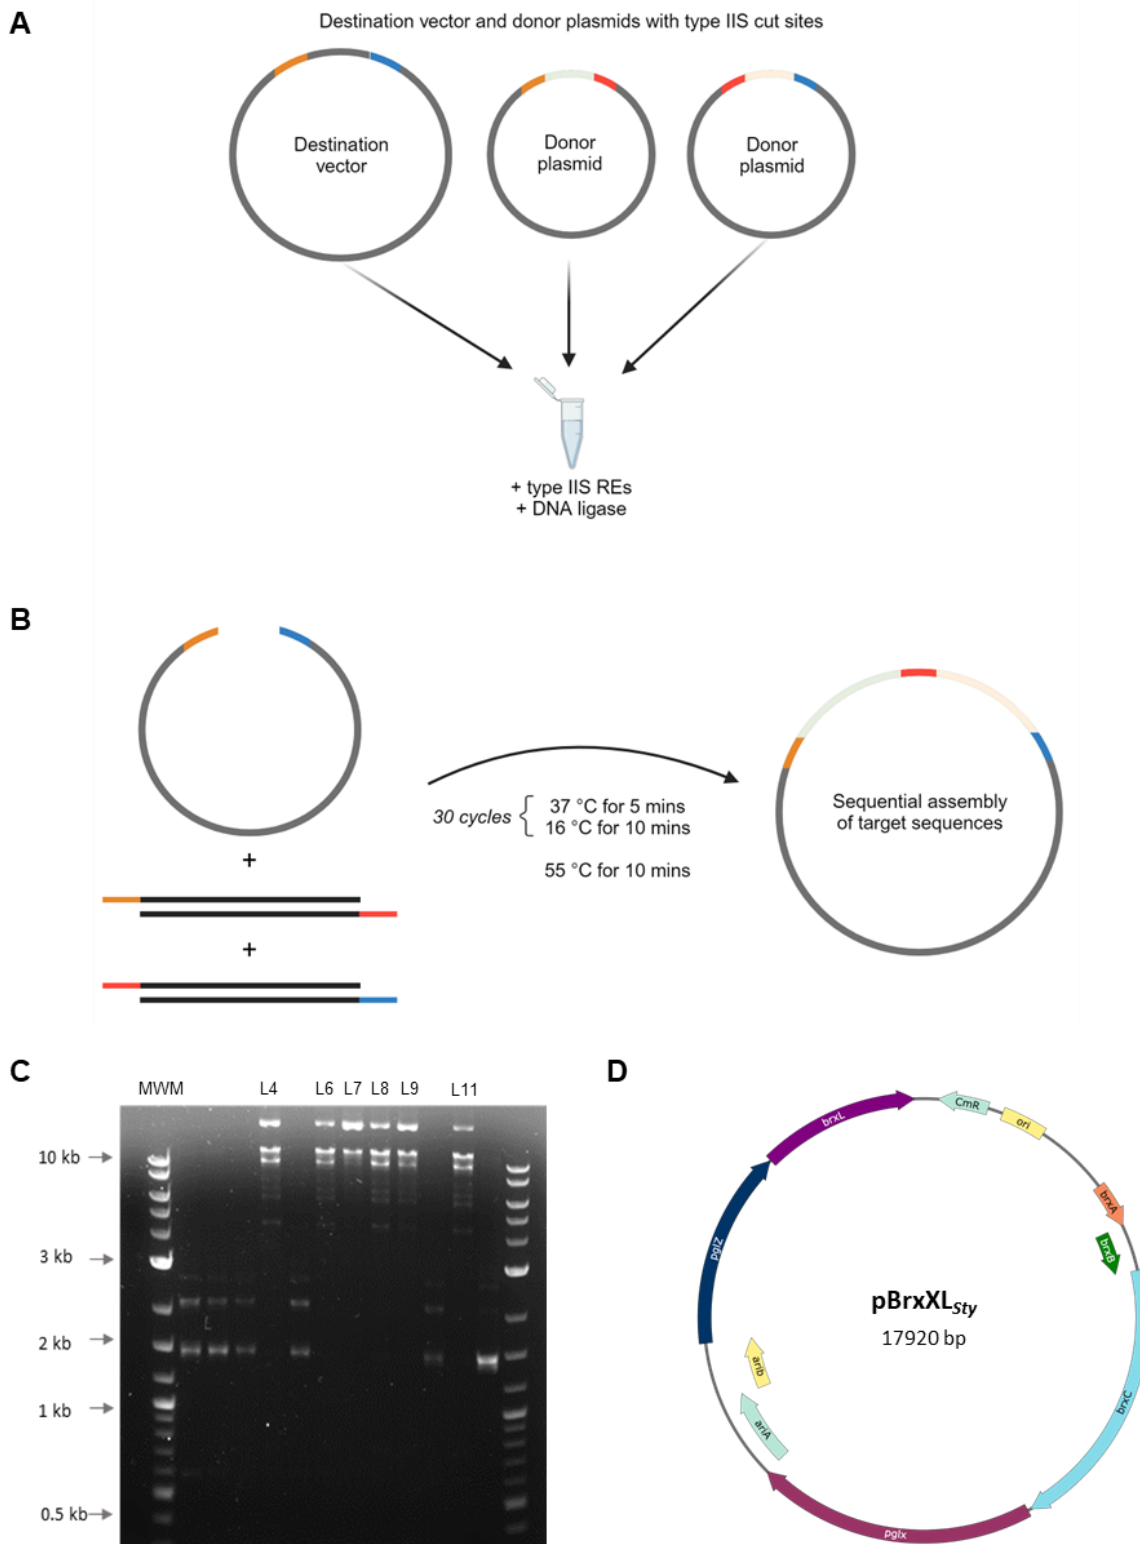 A
Destination vector and donor plasmids with type IIS cut sites
Destination
vector
Donor
plasmid
Donor
plasmid
+ type IIS REs
+ DNA ligase
B
30 cycles { 37 °C for 5 mins
16 °C for 10 mins
55 °C for 10 mins
+
+
Sequential assembly
of target sequences
C
MWM L4 L6 L7 L8 L9 L11
10 kb
3 kb
2 kb
1 kb
0.5 kb
D
brxL
CmR
ori
brxA
brxB
pglZ
pBrxXLSty
17920 bp
arib
ariA
brxC
pglx